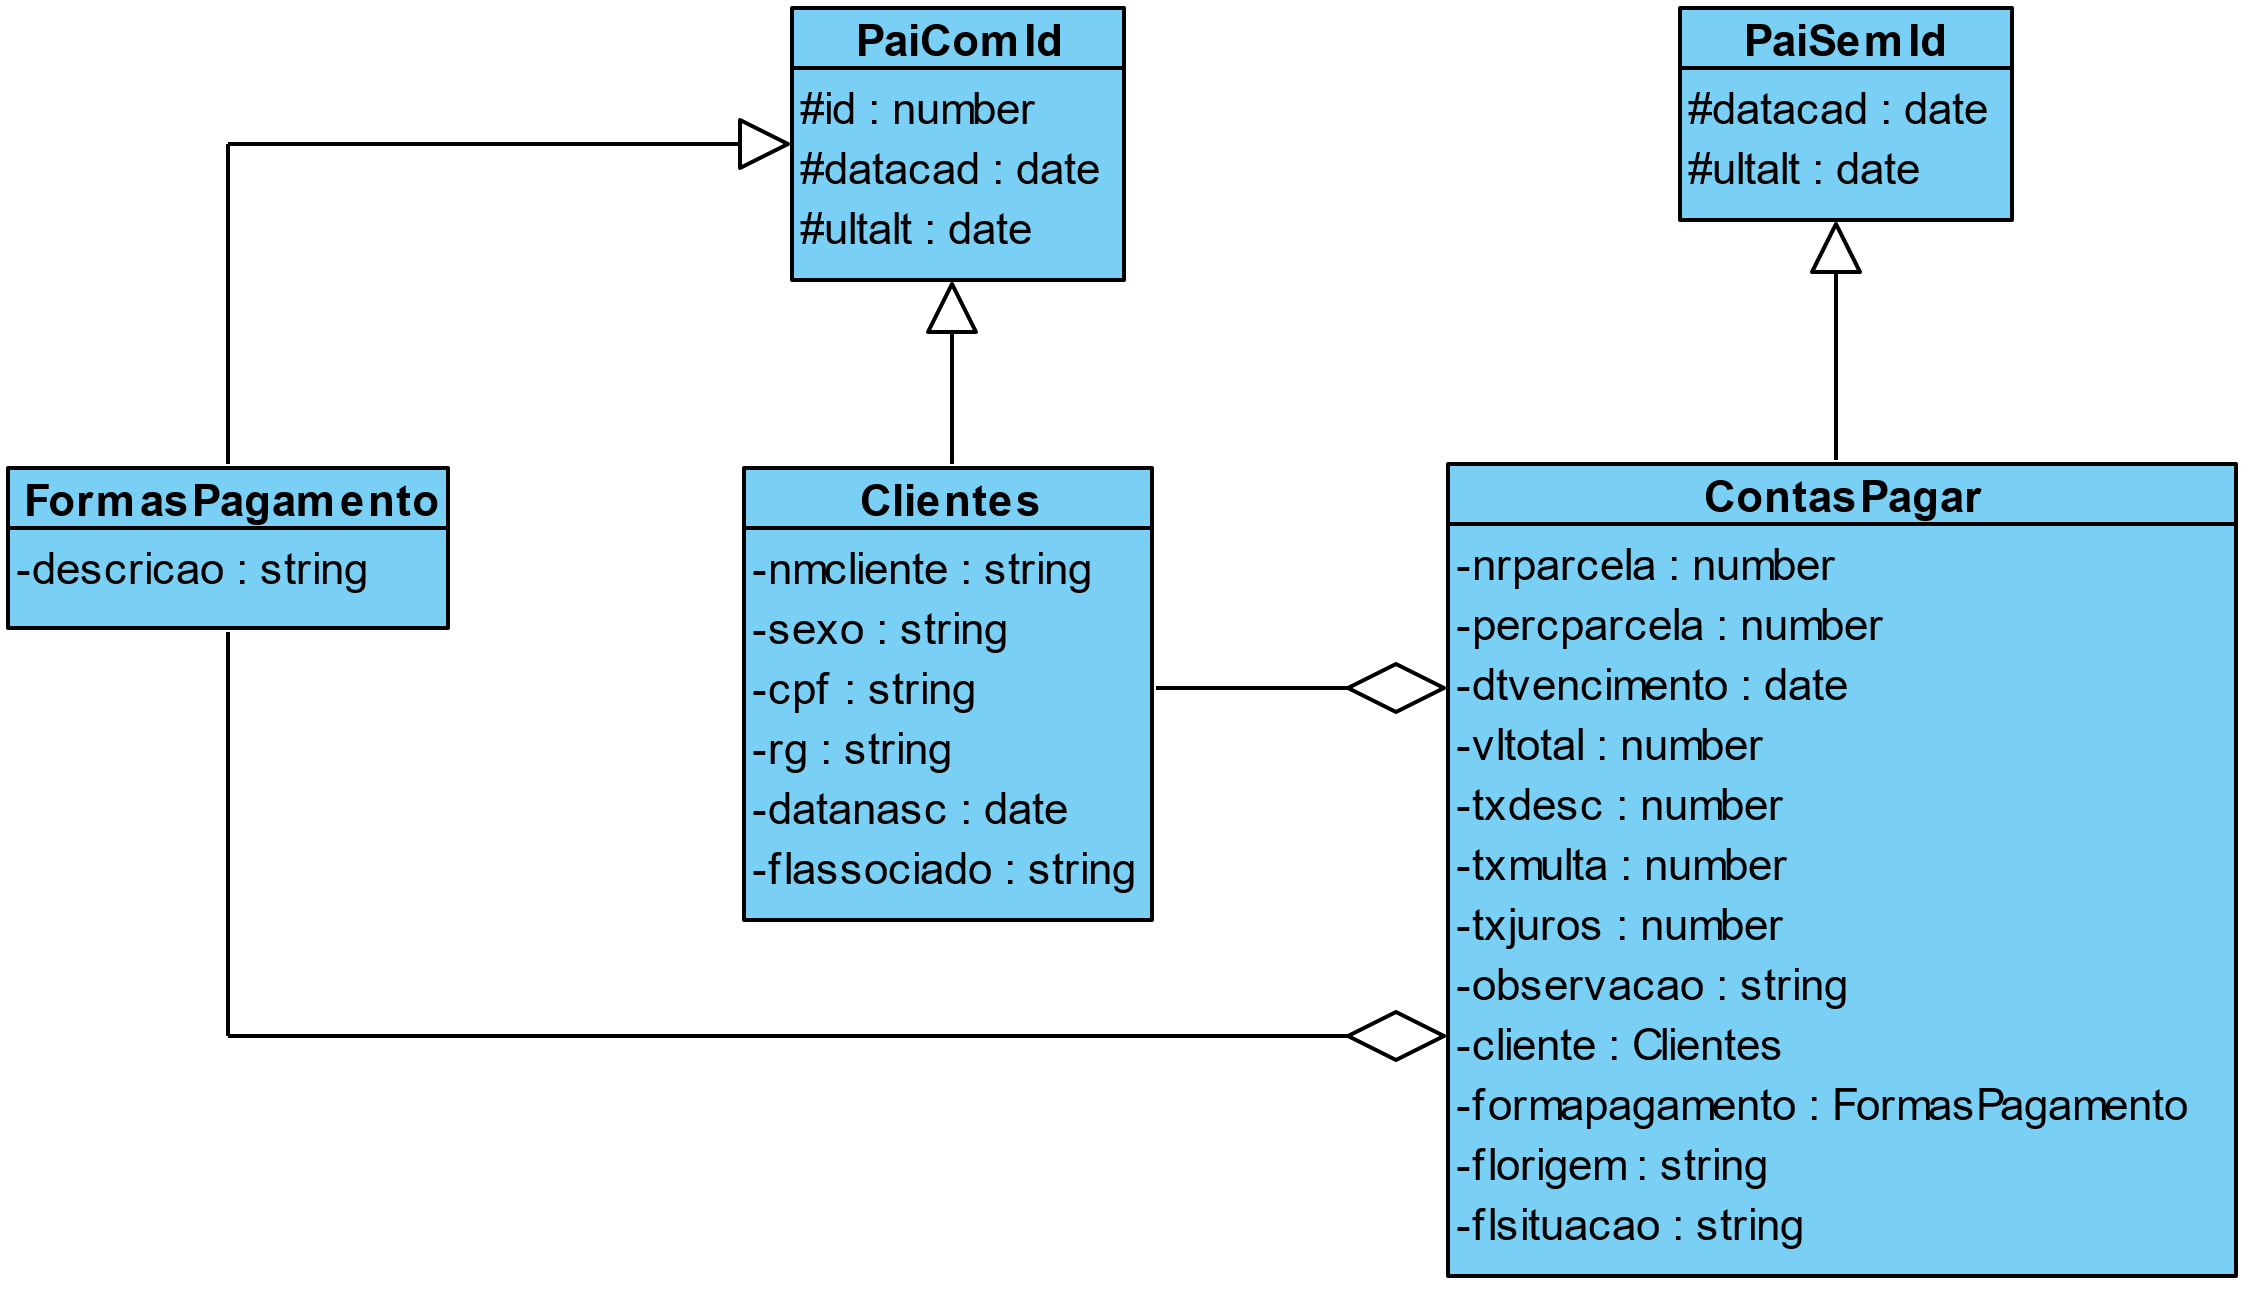 PaiComId
#id : number
#datacad : date
#ultalt : date
PaiSemId
#datacad : date
#ultalt : date
FormasPagamento
-descricao : string
Clientes
-nmcliente : string
-sexo : string
-cpf : string
-rg : string
-datanasc : date
-flassociado : string
ContasPagar
-nrparcela : number
-percparcela : number
-dtvencimento : date
-vltotal : number
-txdesc : number
-txmulta : number
-txjuros : number
-observacao : string
-cliente : Clientes
-formapagamento : FormasPagamento
-florigem : string
-flsituacao : string